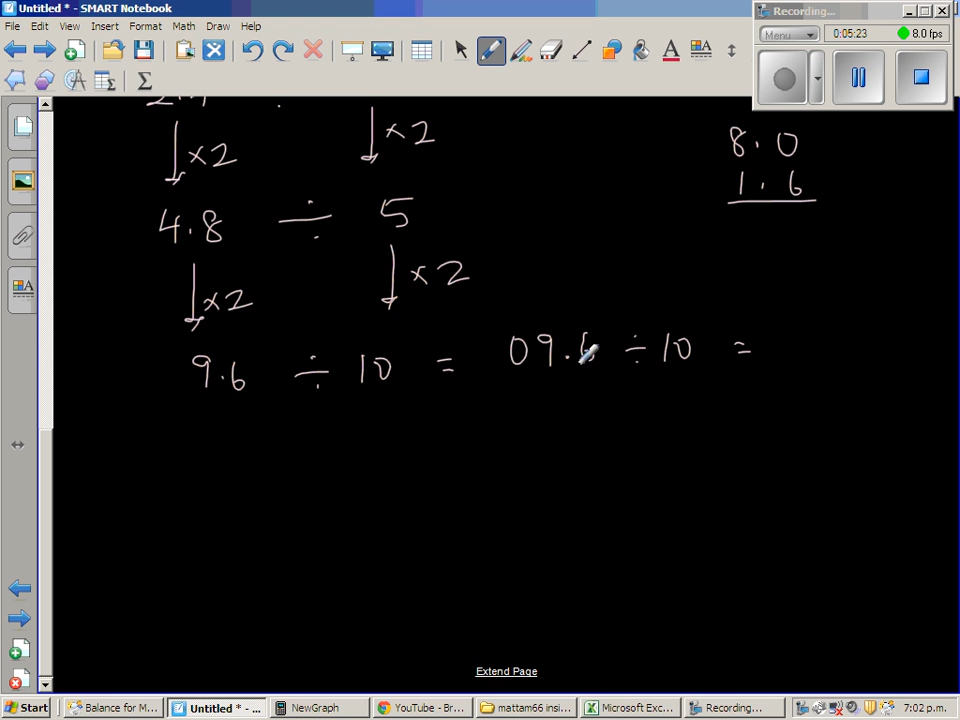 Untitled * - SMART Notebook
File Edit View Insert Format Math Draw Help
Recording...
Menu 0:05:23 8.0 fps
×2 ×2
8.0
1.6
4.8 ÷ 5
×2 ×2
9.6 ÷ 10 = 09.6 ÷ 10 =
Extend Page
Start Balance for M... Untitled * - ... NewGraph YouTube - Br... mattam66 insi... Microsoft Exc... Recording... 7:02 p.m.